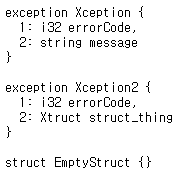 exception Xception {
  1: i32 errorCode,
  2: string message
}

exception Xception2 {
  1: i32 errorCode,
  2: Xtruct struct_thing
}

struct EmptyStruct {}